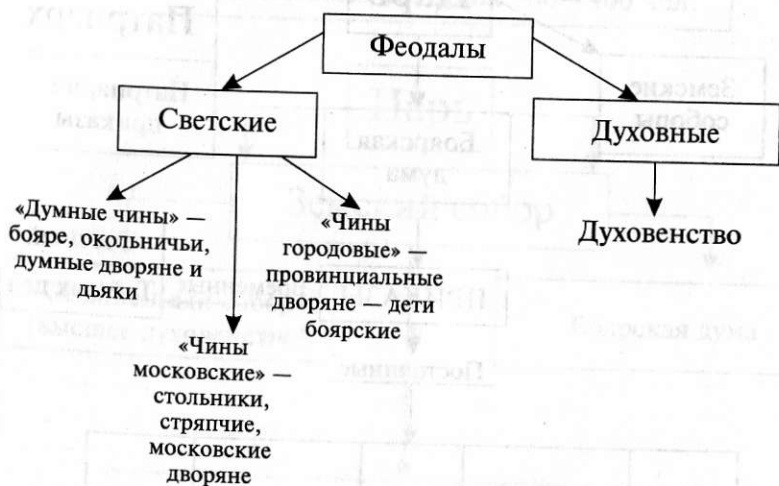 Феодалы
Светские
Духовные
«Думные чины» —
бояре, окольничьи,
думные дворяне и
дьяки
«Чины
московские» —
стольники,
стряпчие,
московские
дворяне
«Чины
городовые» —
провинциальные
дворяне — дети
боярские
Духовенство